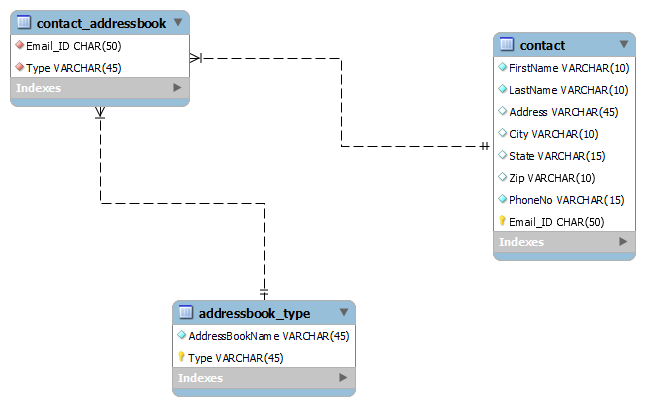 contact_addressbook
Email_ID CHAR(50)
Type VARCHAR(45)
Indexes
contact
FirstName VARCHAR(10)
LastName VARCHAR(10)
Address VARCHAR(45)
City VARCHAR(10)
State VARCHAR(15)
Zip VARCHAR(10)
PhoneNo VARCHAR(15)
Email_ID CHAR(50)
Indexes
addressbook_type
AddressBookName VARCHAR(45)
Type VARCHAR(45)
Indexes